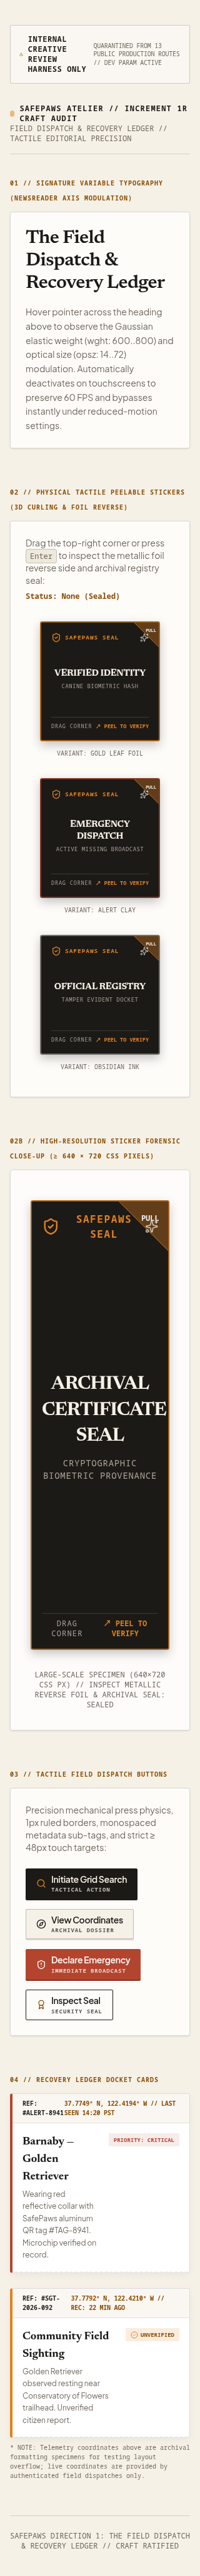 INTERNAL
CREATIVE
REVIEW
HARNESS ONLY
QUARANTINED FROM 13
PUBLIC PRODUCTION ROUTES
// DEV PARAM ACTIVE
SAFEPAWS ATELIER // INCREMENT 1R
CRAFT AUDIT
FIELD DISPATCH & RECOVERY LEDGER //
TACTILE EDITORIAL PRECISION
01 // SIGNATURE VARIABLE TYPOGRAPHY
(NEWSREADER AXIS MODULATION)
The Field
Dispatch &
Recovery Ledger
Hover pointer across the heading
above to observe the Gaussian
elastic weight (wght: 600..800) and
optical size (opsz: 14..72)
modulation. Automatically
deactivates on touchscreens to
preserve 60 FPS and bypasses
instantly under reduced-motion
settings.
02 // PHYSICAL TACTILE PEELABLE STICKERS
(3D CURLING & FOIL REVERSE)
Drag the top-right corner or press
Enter to inspect the metallic foil
reverse side and archival registry
seal:
Status: None (Sealed)
SAFEPAWS SEAL
PULL
VERIFIED IDENTITY
CANINE BIOMETRIC HASH
DRAG CORNER ↗ PEEL TO VERIFY
VARIANT: GOLD LEAF FOIL
SAFEPAWS SEAL
PULL
EMERGENCY
DISPATCH
ACTIVE MISSING BROADCAST
DRAG CORNER ↗ PEEL TO VERIFY
VARIANT: ALERT CLAY
SAFEPAWS SEAL
PULL
OFFICIAL REGISTRY
TAMPER EVIDENT DOCKET
DRAG CORNER ↗ PEEL TO VERIFY
VARIANT: OBSIDIAN INK
02B // HIGH-RESOLUTION STICKER FORENSIC
CLOSE-UP (≥ 640 × 720 CSS PIXELS)
SAFEPAWS
SEAL
PULL
ARCHIVAL
CERTIFICATE
SEAL
CRYPTOGRAPHIC
BIOMETRIC PROVENANCE
DRAG
CORNER
↗ PEEL TO
VERIFY
LARGE-SCALE SPECIMEN (640×720
CSS PX) // INSPECT METALLIC
REVERSE FOIL & ARCHIVAL SEAL:
SEALED
03 // TACTILE FIELD DISPATCH BUTTONS
Precision mechanical press physics,
1px ruled borders, monospaced
metadata sub-tags, and strict ≥
48px touch targets:
Initiate Grid Search
TACTICAL ACTION
View Coordinates
ARCHIVAL DOSSIER
Declare Emergency
IMMEDIATE BROADCAST
Inspect Seal
SECURITY SEAL
04 // RECOVERY LEDGER DOCKET CARDS
REF:
#ALERT-8941
37.7749° N, 122.4194° W // LAST
SEEN 14:20 PST
Barnaby —
Golden
Retriever
PRIORITY: CRITICAL
Wearing red
reflective collar with
SafePaws aluminum
QR tag #TAG-8941.
Microchip verified on
record.
REF: #SGT-
2026-092
37.7792° N, 122.4210° W //
REC: 22 MIN AGO
Community Field
Sighting
UNVERIFIED
Golden Retriever
observed resting near
Conservatory of Flowers
trailhead. Unverified
citizen report.
* NOTE: Telemetry coordinates above are archival
formatting specimens for testing layout
overflow; live coordinates are provided by
authenticated field dispatches only.
SAFEPAWS DIRECTION 1: THE FIELD DISPATCH
& RECOVERY LEDGER // CRAFT RATIFIED